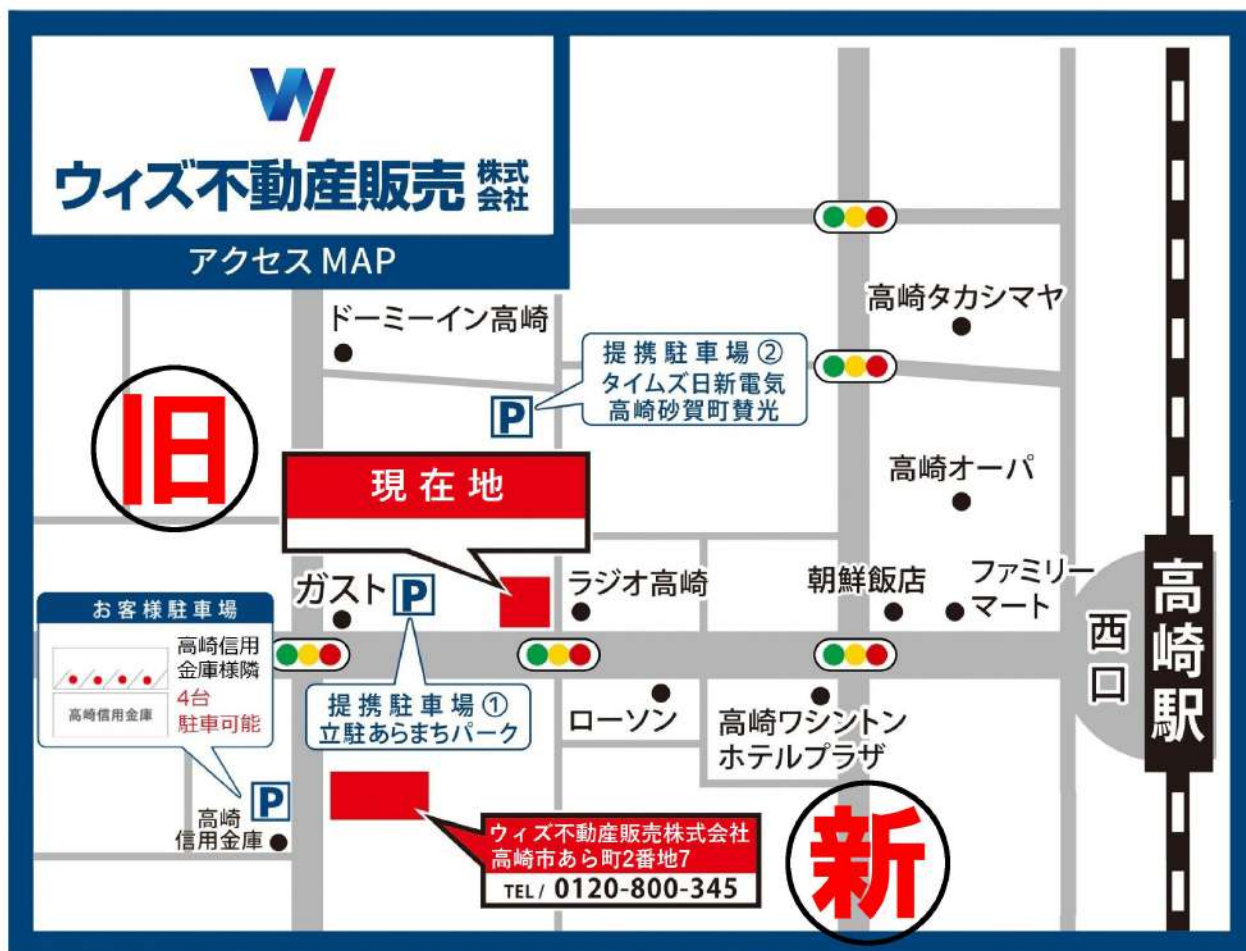 ウィズ不動産販売 株式会社
アクセス MAP
高崎タカシマヤ
ドーミーイン高崎
提携駐車場②
タイムズ日新電気
高崎砂賀町賛光
P
旧
現在地
高崎オーパ
ガスト
P
ラジオ高崎
朝鮮飯店
ファミリー
マート
西口
高崎駅
お客様駐車場
高崎信用
金庫様隣
4台
駐車可能
高崎信用金庫
提携駐車場①
立駐あらまちパーク
ローソン
高崎ワシントン
ホテルプラザ
P
高崎
信用金庫
ウィズ不動産販売株式会社
高崎市あら町2番地7
TEL / 0120-800-345
新